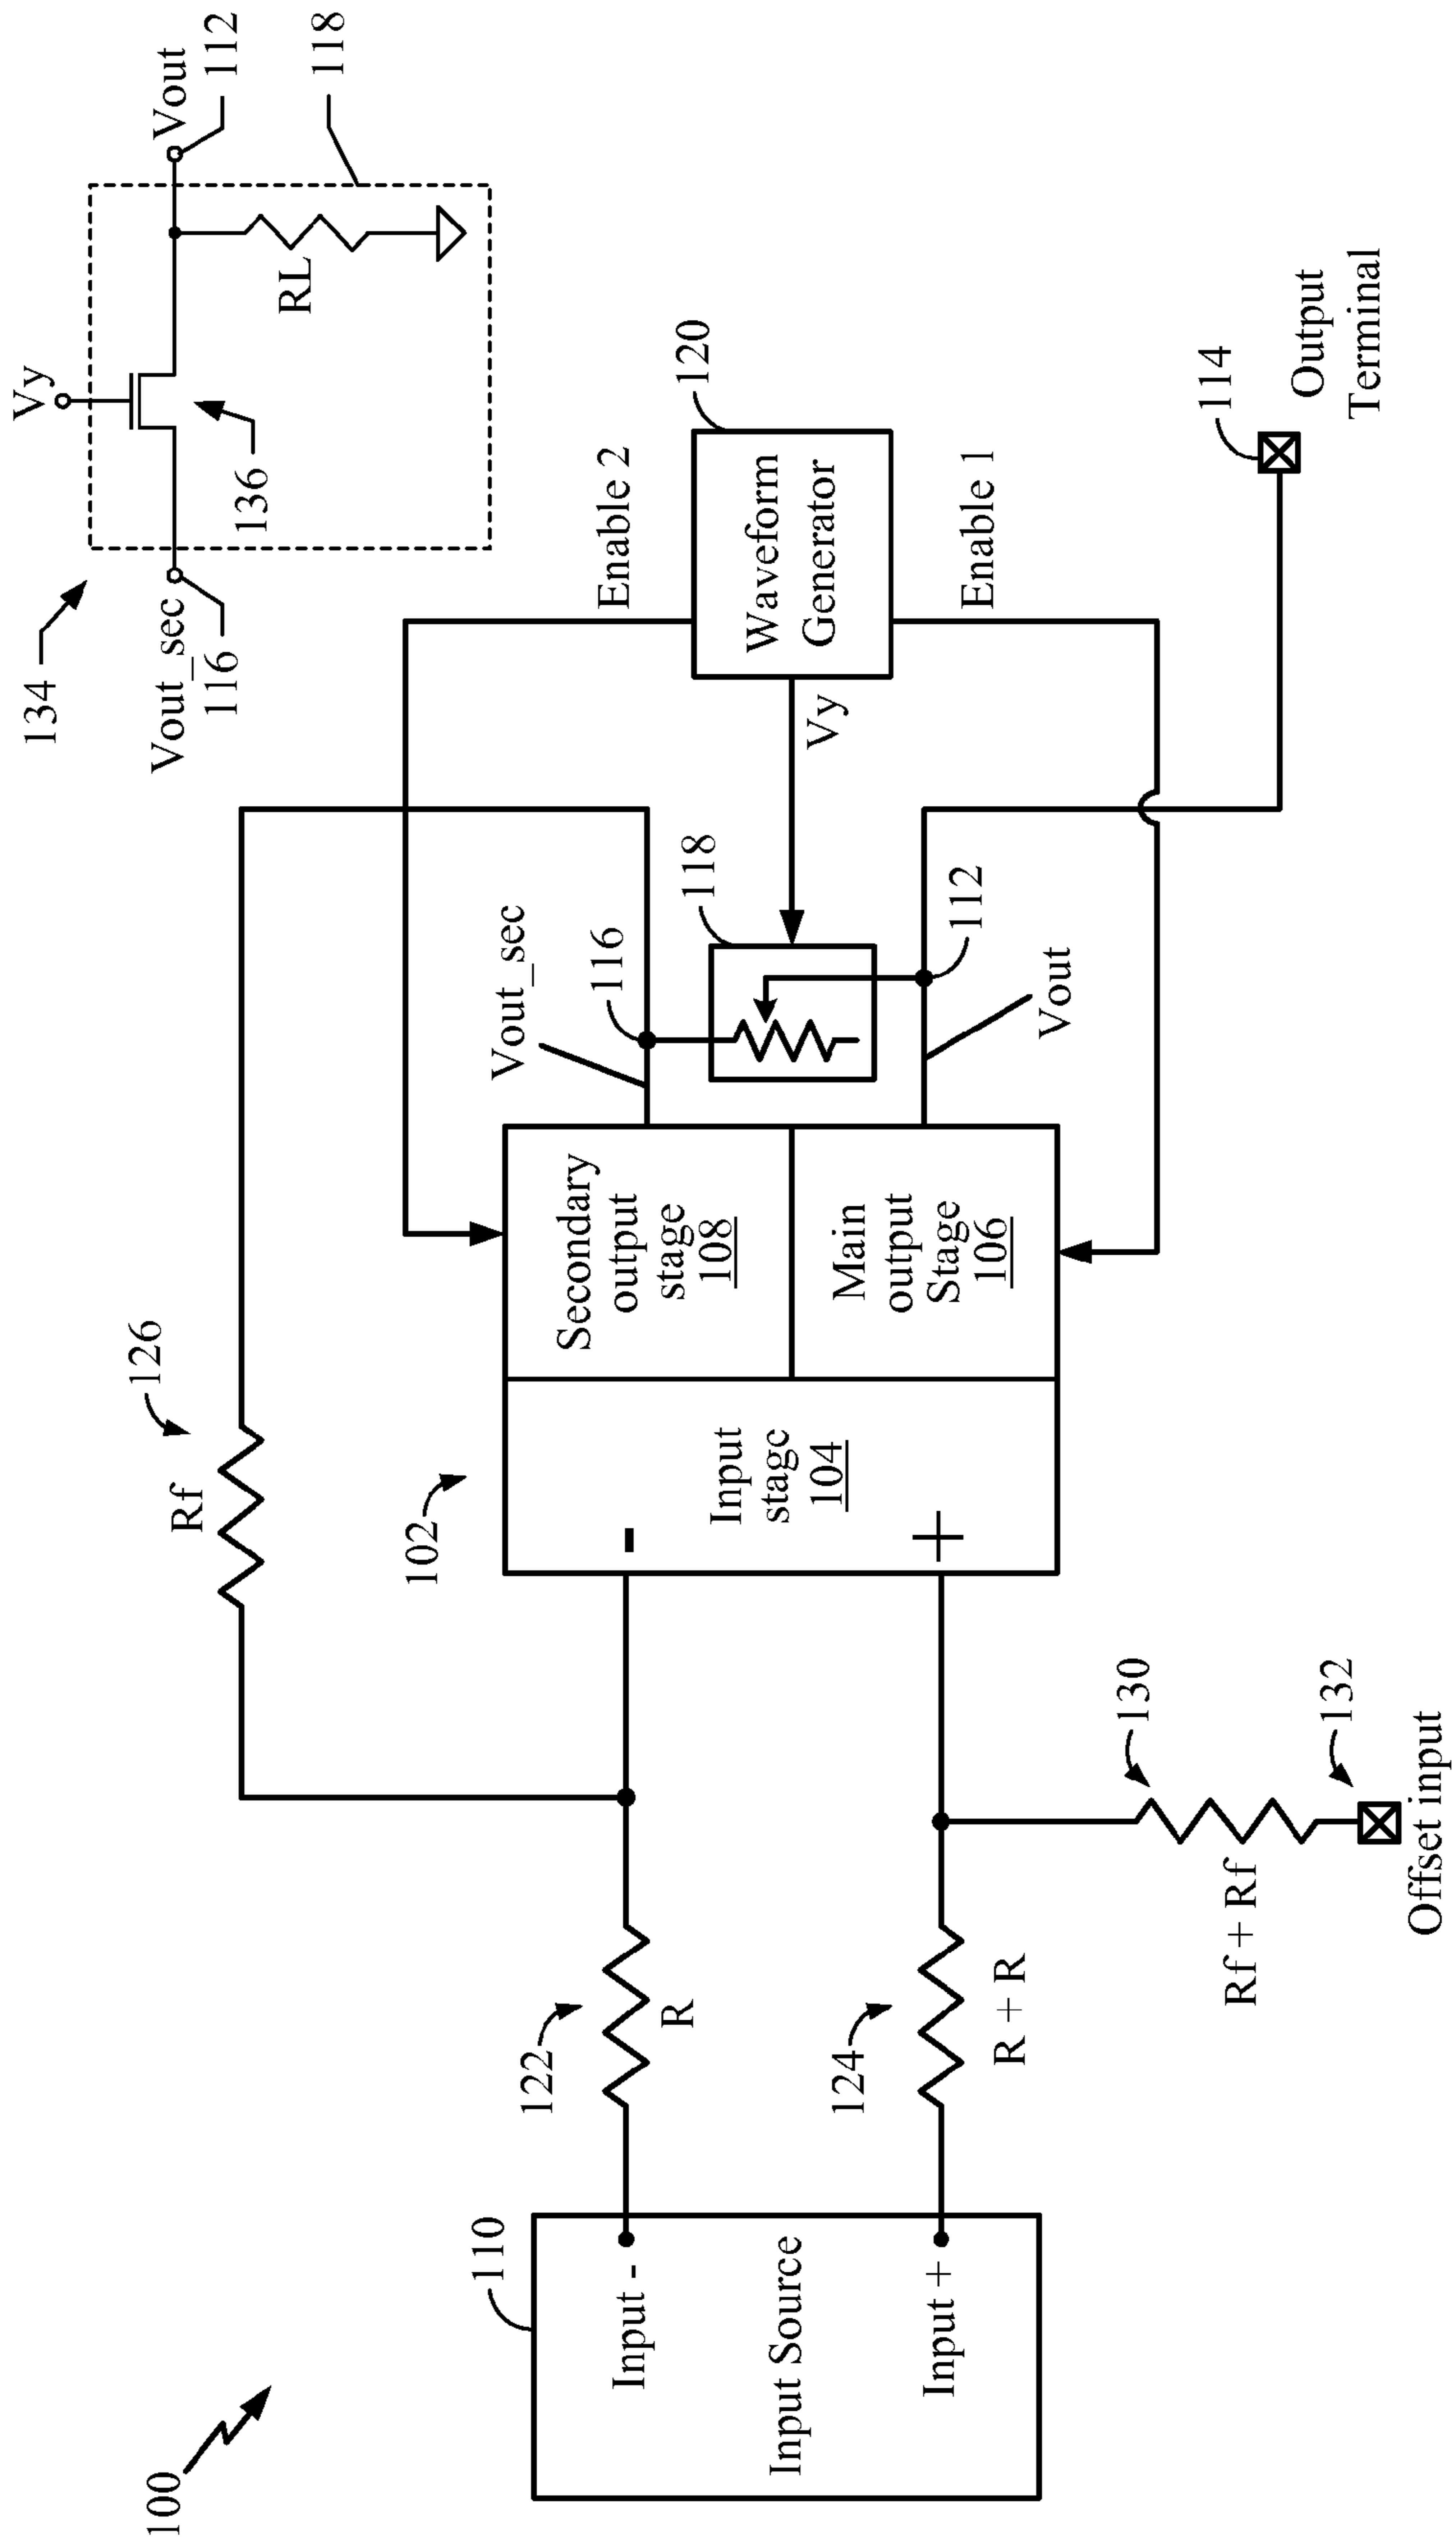 100
110
Input -
Input Source
Input +
122
R
124
R + R
126
Rf
130
Rf + Rf
132
Offset input
102
-
+
Input
stage
104
Secondary
output
stage
108
Main
output
Stage
106
Vout_sec
116
118
112
Vout
Vy
Enable 2
120
Waveform
Generator
Enable 1
114
Output
Terminal
134
Vout_sec
116
Vy
136
RL
Vout
112
118